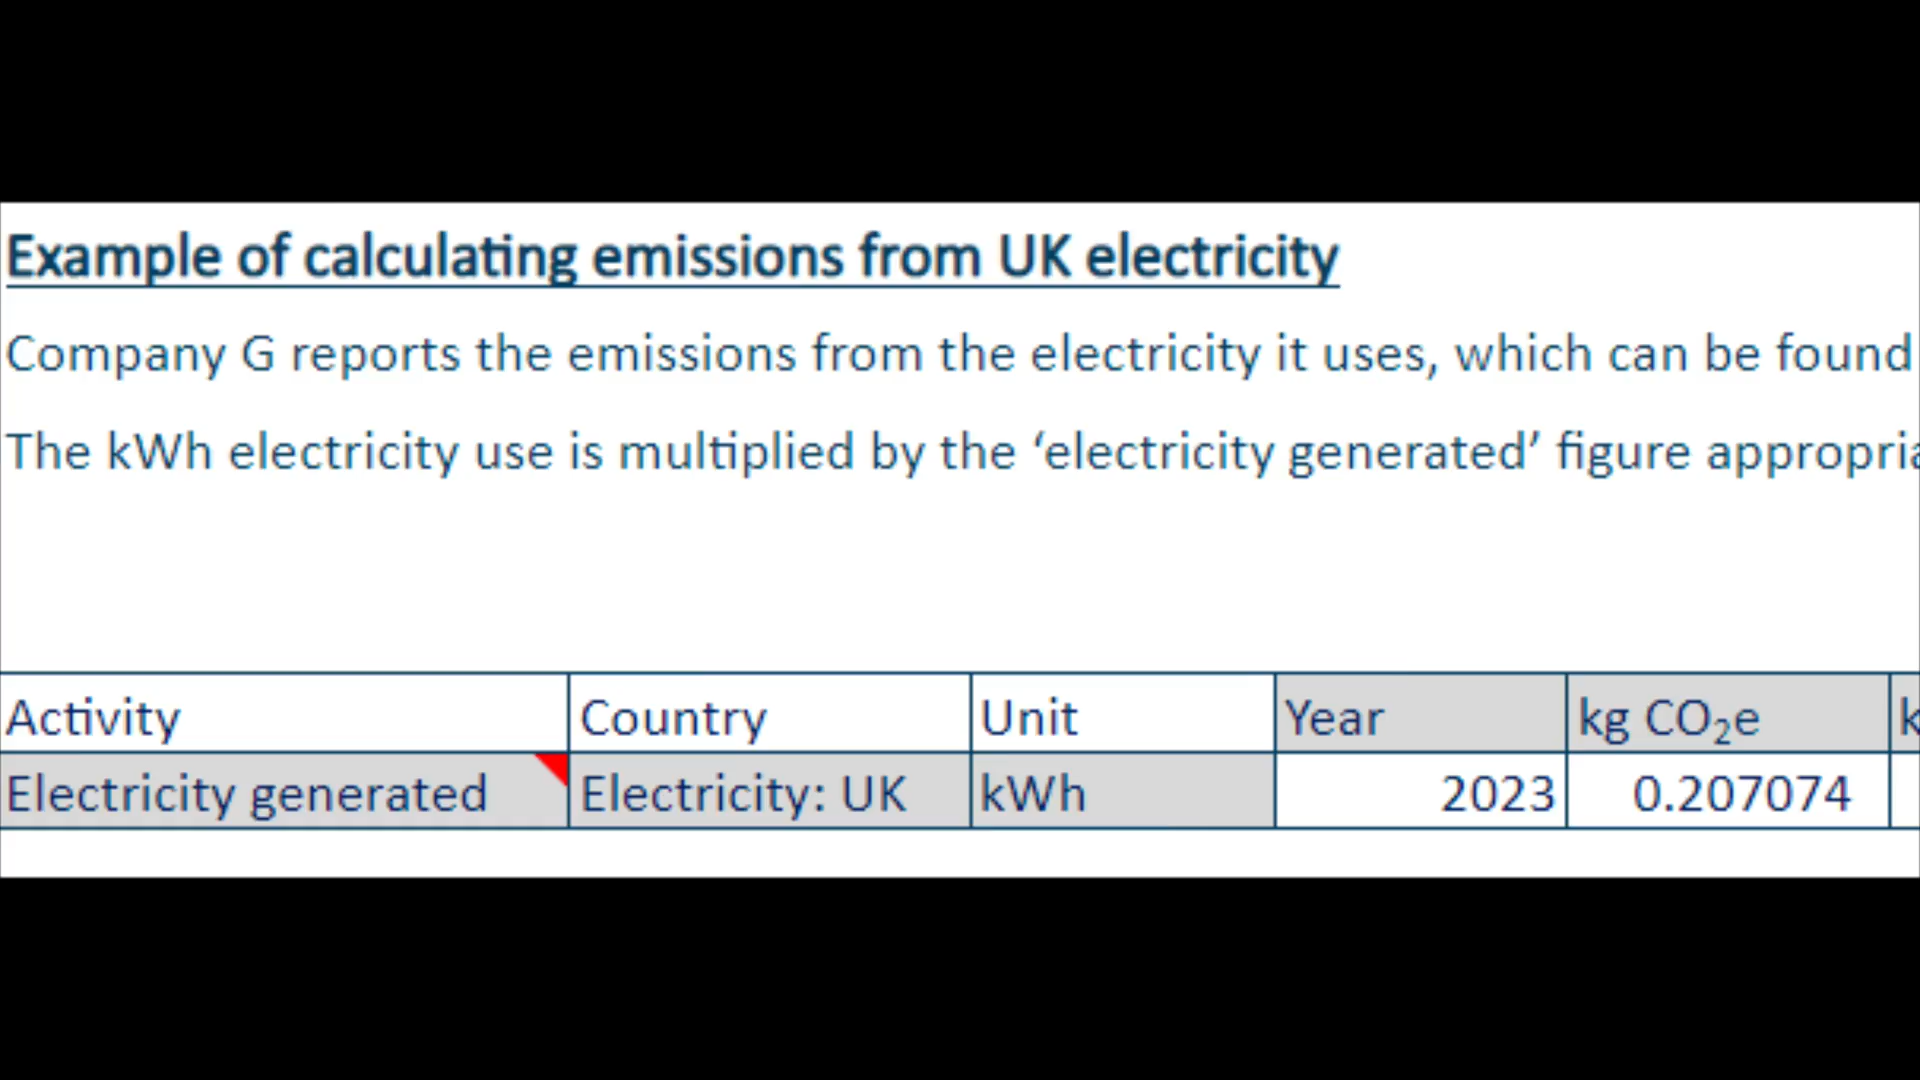 Example of calculating emissions from UK electricity
Company G reports the emissions from the electricity it uses, which can be found
The kWh electricity use is multiplied by the ‘electricity generated’ figure
Activity Country Unit Year kg CO₂e
Electricity generated Electricity: UK kWh 2023 0.207074